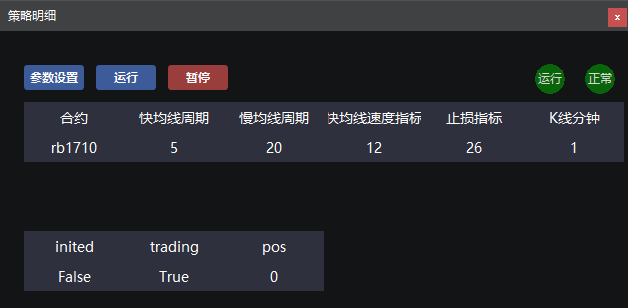 策略明细 x
参数设置 运行 暂停 运行 正常
合约 快均线周期 慢均线周期 快均线速度指标 止损指标 K线分钟
rb1710 5 20 12 26 1
inited trading pos
False True 0